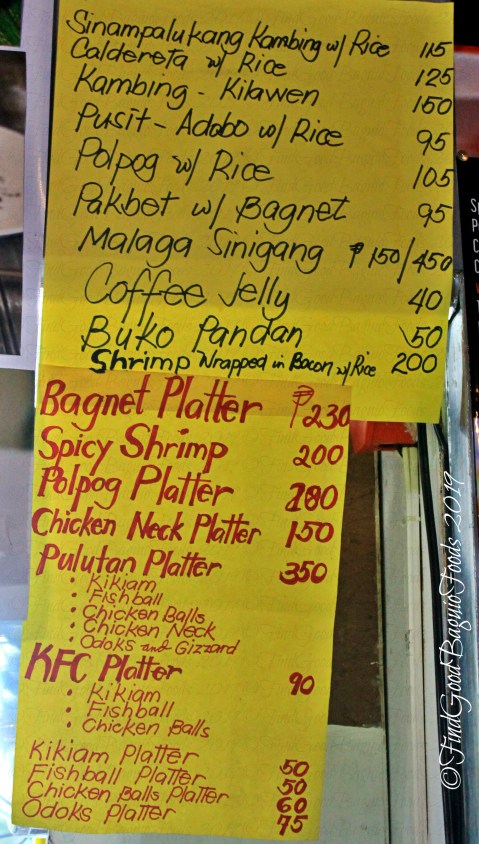 Sinampalukang Kambing w/ Rice 115
Caldereta w/ Rice 125
Kambing - Kilawen 150
Pusit - Adobo w/ Rice 95
Polpog w/ Rice 105
Pakbet w/ Bagnet 95
Malaga Sinigang ₱150/450
Coffee Jelly 40
Buko Pandan 50
Shrimp Wrapped in Bacon w/ Rice 200
Bagnet Platter ₱230
Spicy Shrimp 200
Polpog Platter 280
Chicken Neck Platter 150
Pulutan Platter 350
• Kikiam
• Fishball
• Chicken Balls
• Chicken Neck
• Odoks and Gizzard
KFC Platter 90
• Kikiam
• Fishball
• Chicken Balls
Kikiam Platter 50
Fishball Platter 50
Chicken Balls Platter 60
Odoks Platter 75
©FindGoodBaguioFoods 2019